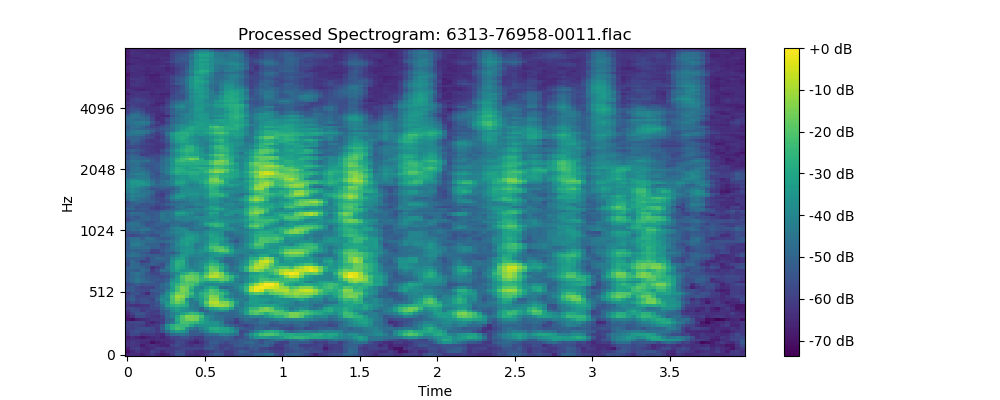 Processed Spectrogram: 6313-76958-0011.flac
+0 dB
-10 dB
-20 dB
-30 dB
-40 dB
-50 dB
-60 dB
-70 dB
Hz
4096
2048
1024
512
0
0 0.5 1 1.5 2 2.5 3 3.5
Time